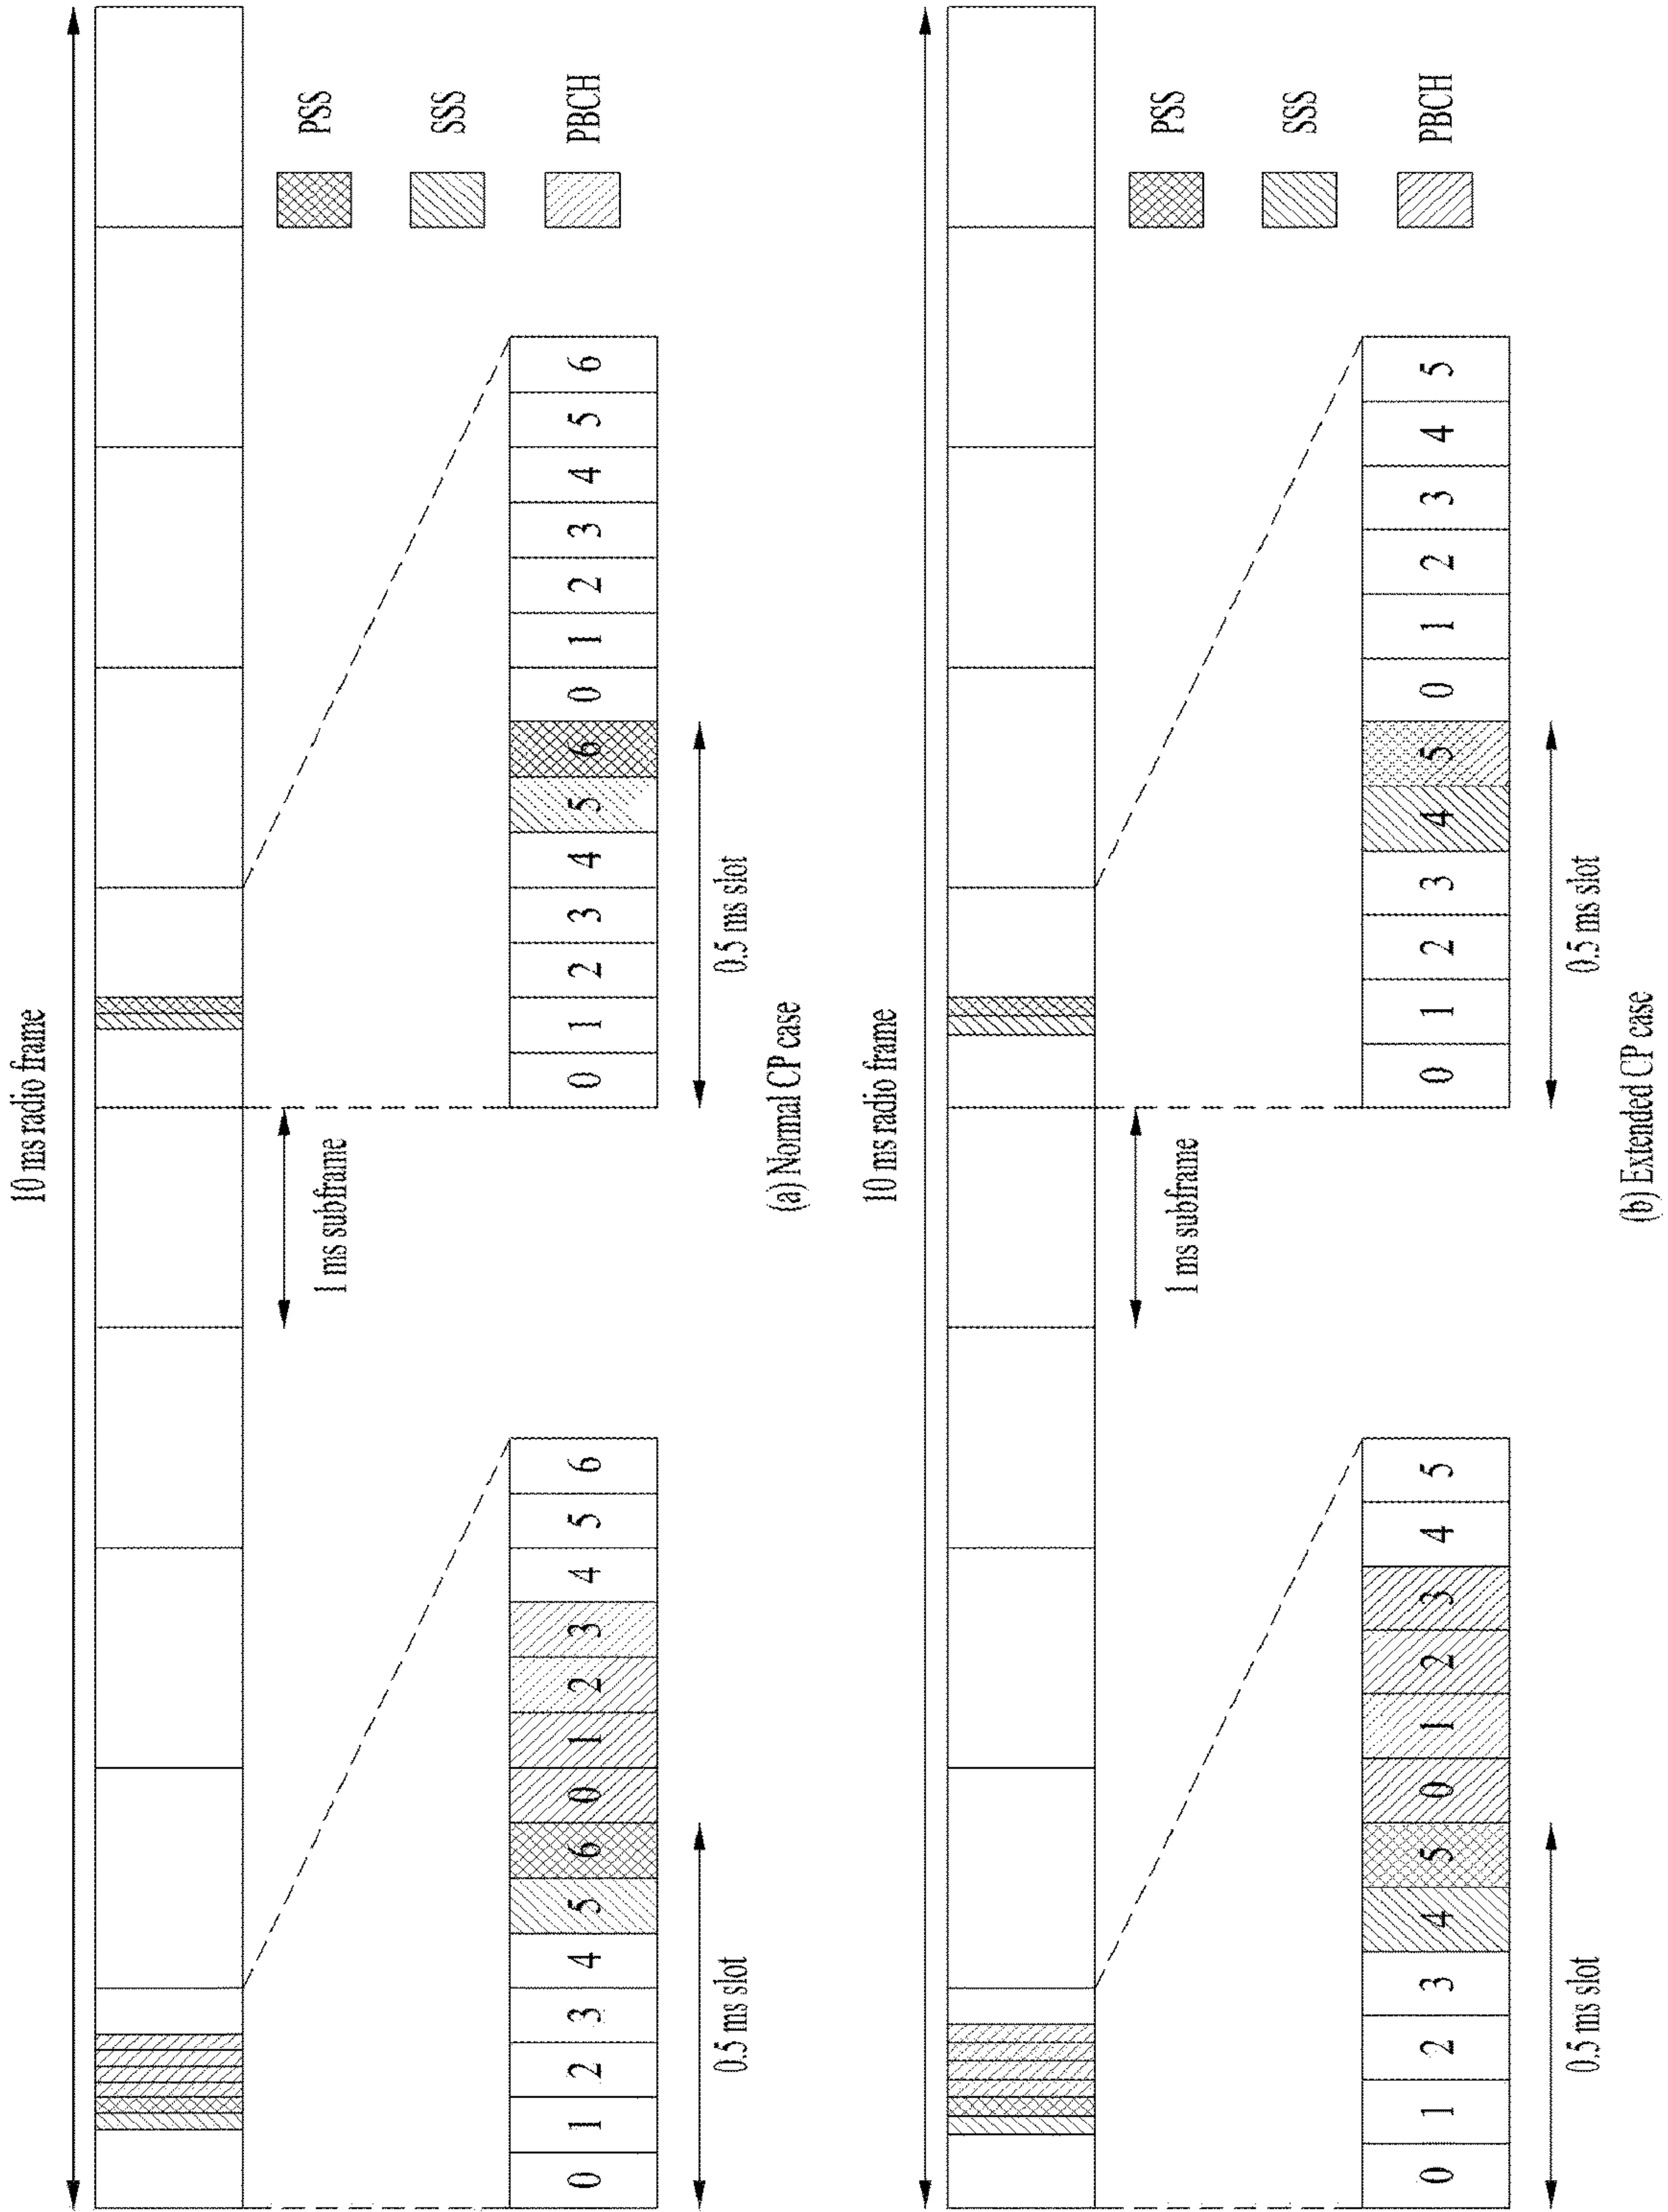 10 ms radio frame
PSS
SSS
PBCH
1 ms subframe
0 1 2 3 4 5 6 0 1 2 3 4 5 6
0 1 2 3 4 5 6 0 1 2 3 4 5 6
0.5 ms slot
0.5 ms slot
(a) Normal CP case
10 ms radio frame
PSS
SSS
PBCH
1 ms subframe
0 1 2 3 4 5 0 1 2 3 4 5
0 1 2 3 4 5 0 1 2 3 4 5
0.5 ms slot
0.5 ms slot
(b) Extended CP case